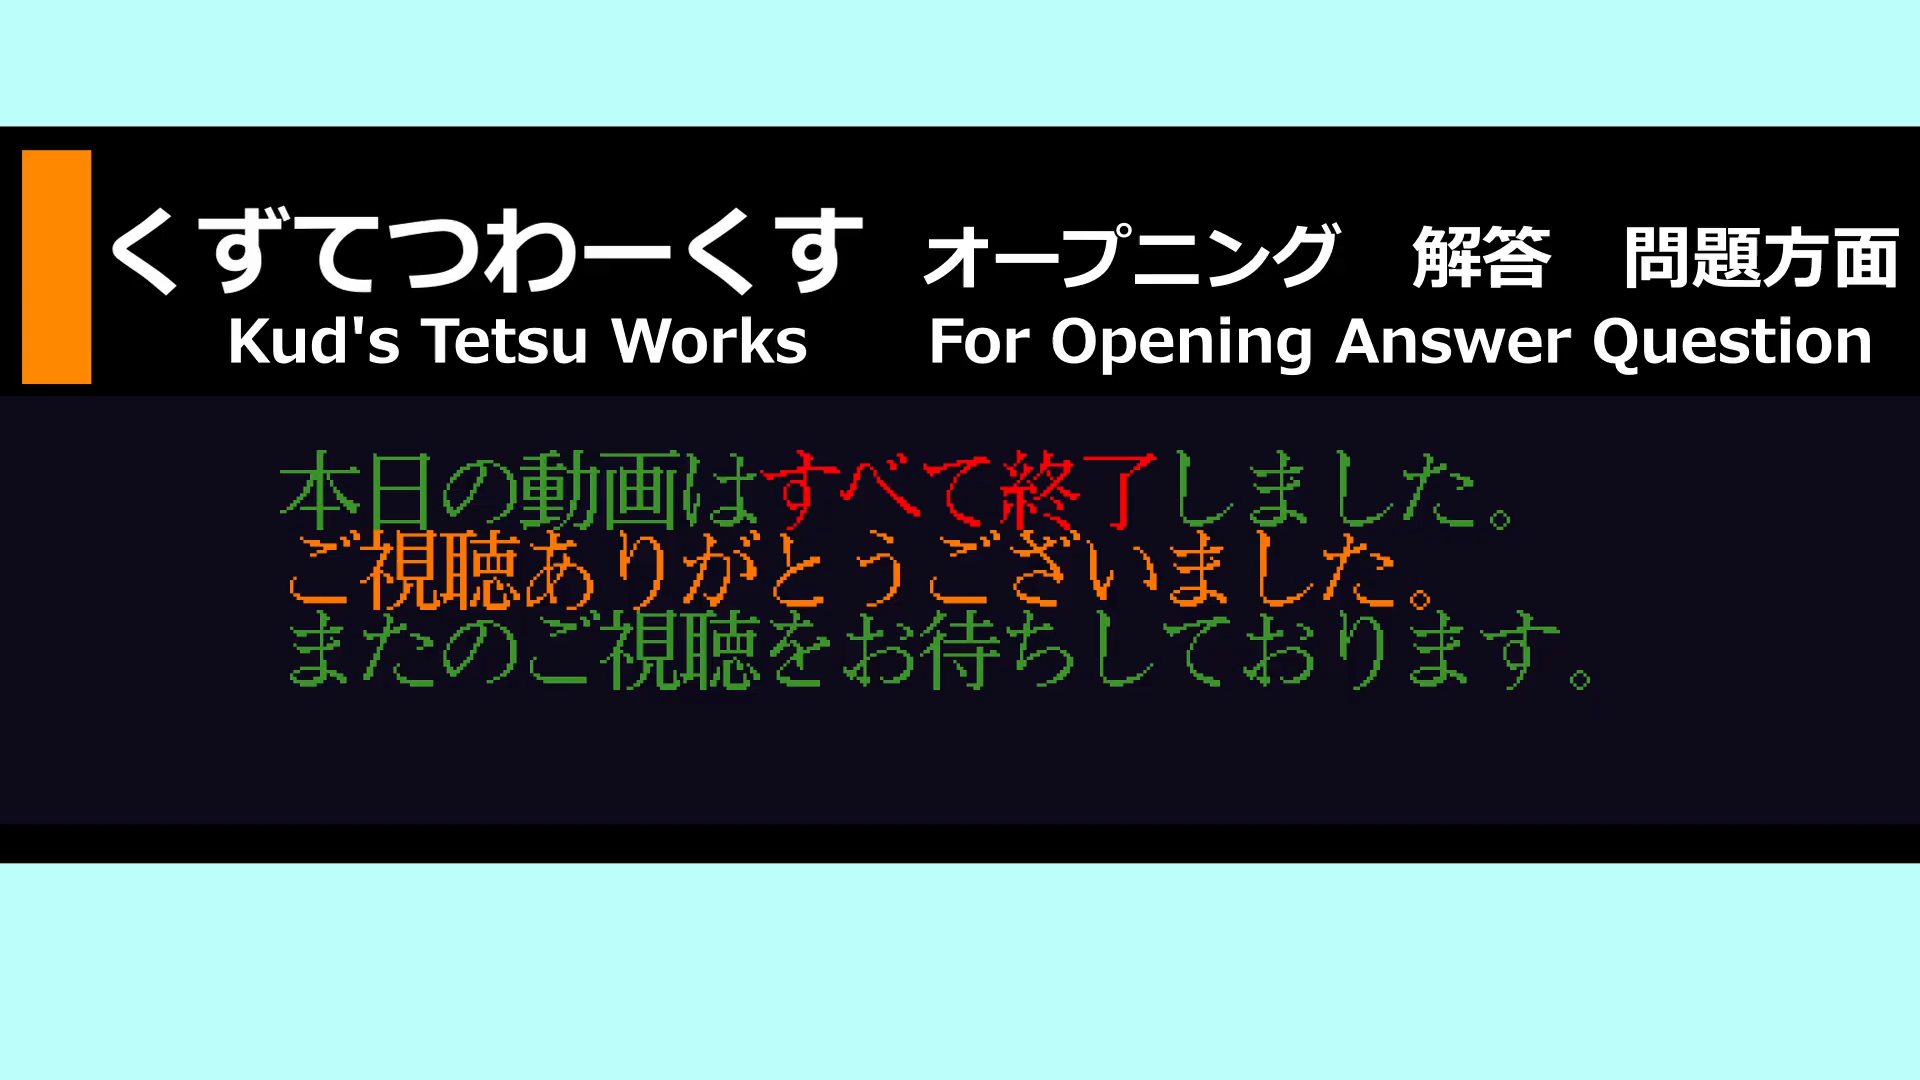 くずてつわーくす オープニング　解答　問題方面
Kud's Tetsu Works For Opening Answer Question
本日の動画はすべて終了しました。
ご視聴ありがとうございました。
またのご視聴をお待ちしております。